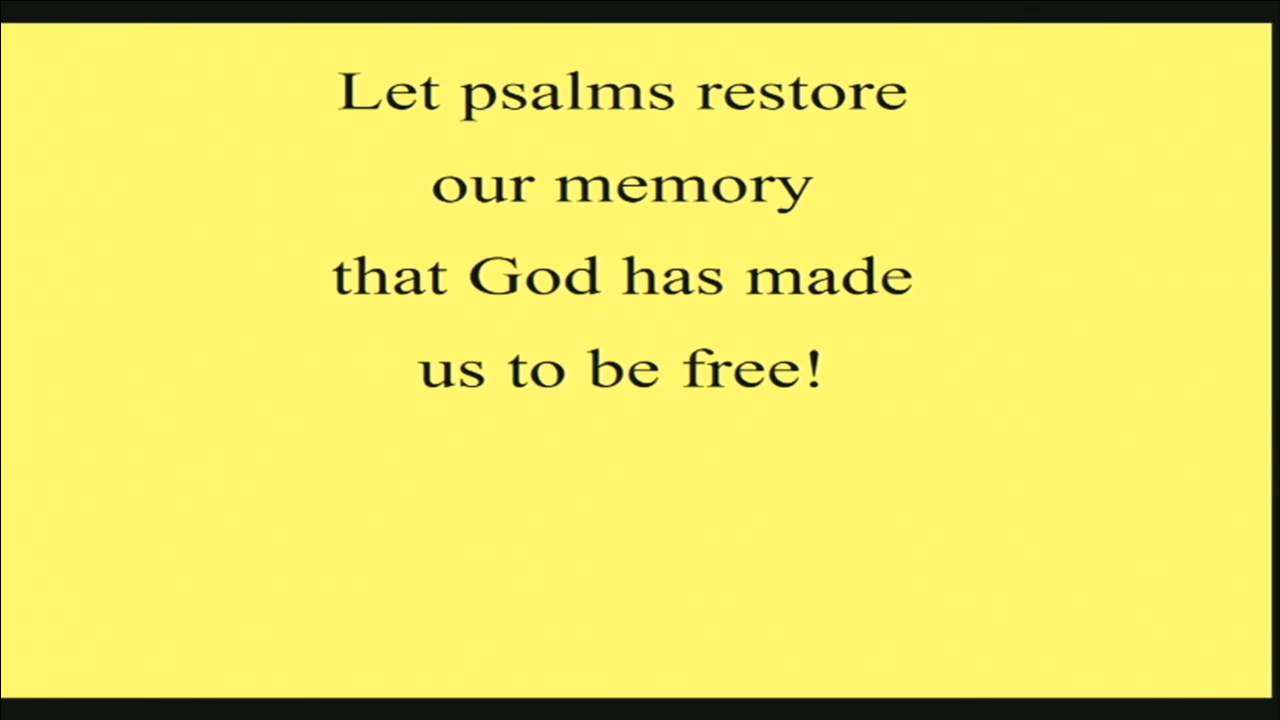 Let psalms restore
our memory
that God has made
us to be free!